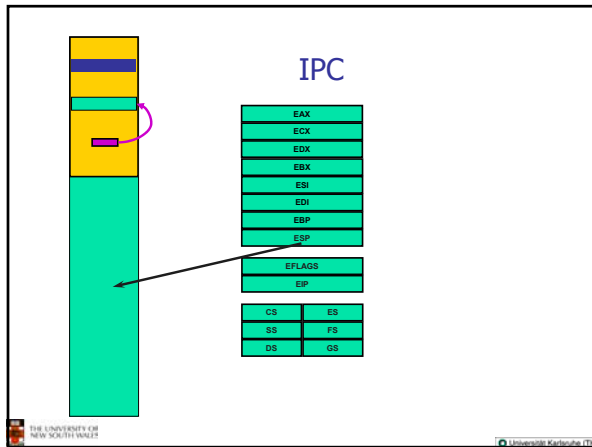 IPC
EAX
ECX
EDX
EBX
ESI
EDI
EBP
ESP
EFLAGS
EIP
CS ES
SS FS
DS GS
THE UNIVERSITY OF
NEW SOUTH WALES
Universität Karlsruhe (T